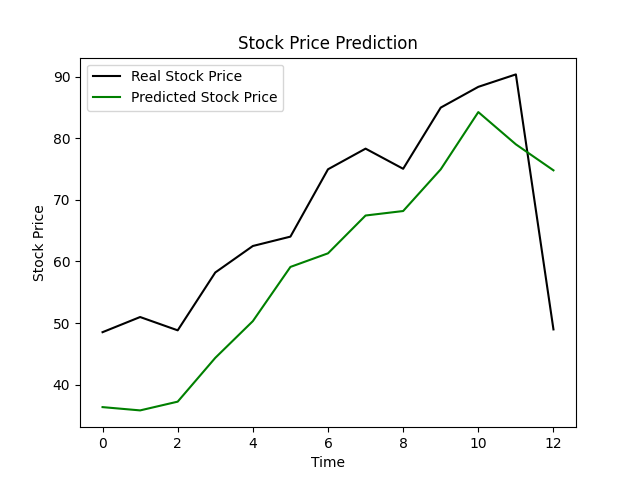 Stock Price Prediction
Real Stock Price
Predicted Stock Price
Stock Price
90
80
70
60
50
40
0 2 4 6 8 10 12
Time